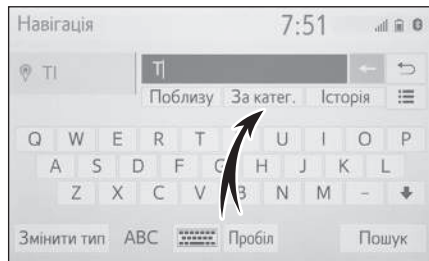 Навігація 7:51
TI TI
Поблизу За катег. Історія
Q W E R T U I O P
A S D F G H J K L
Z X C V B N M -
Змінити тип ABC Пробіл Пошук